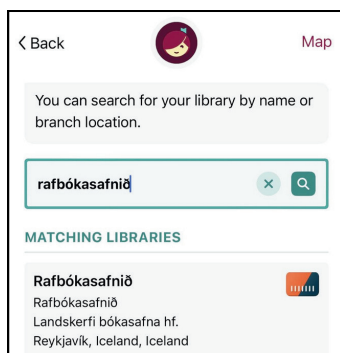 Back
Map
You can search for your library by name or
branch location.
rafbókasafnið
MATCHING LIBRARIES
Rafbókasafnið
Rafbókasafnið
Landskerfi bókasafna hf.
Reykjavík, Iceland, Iceland